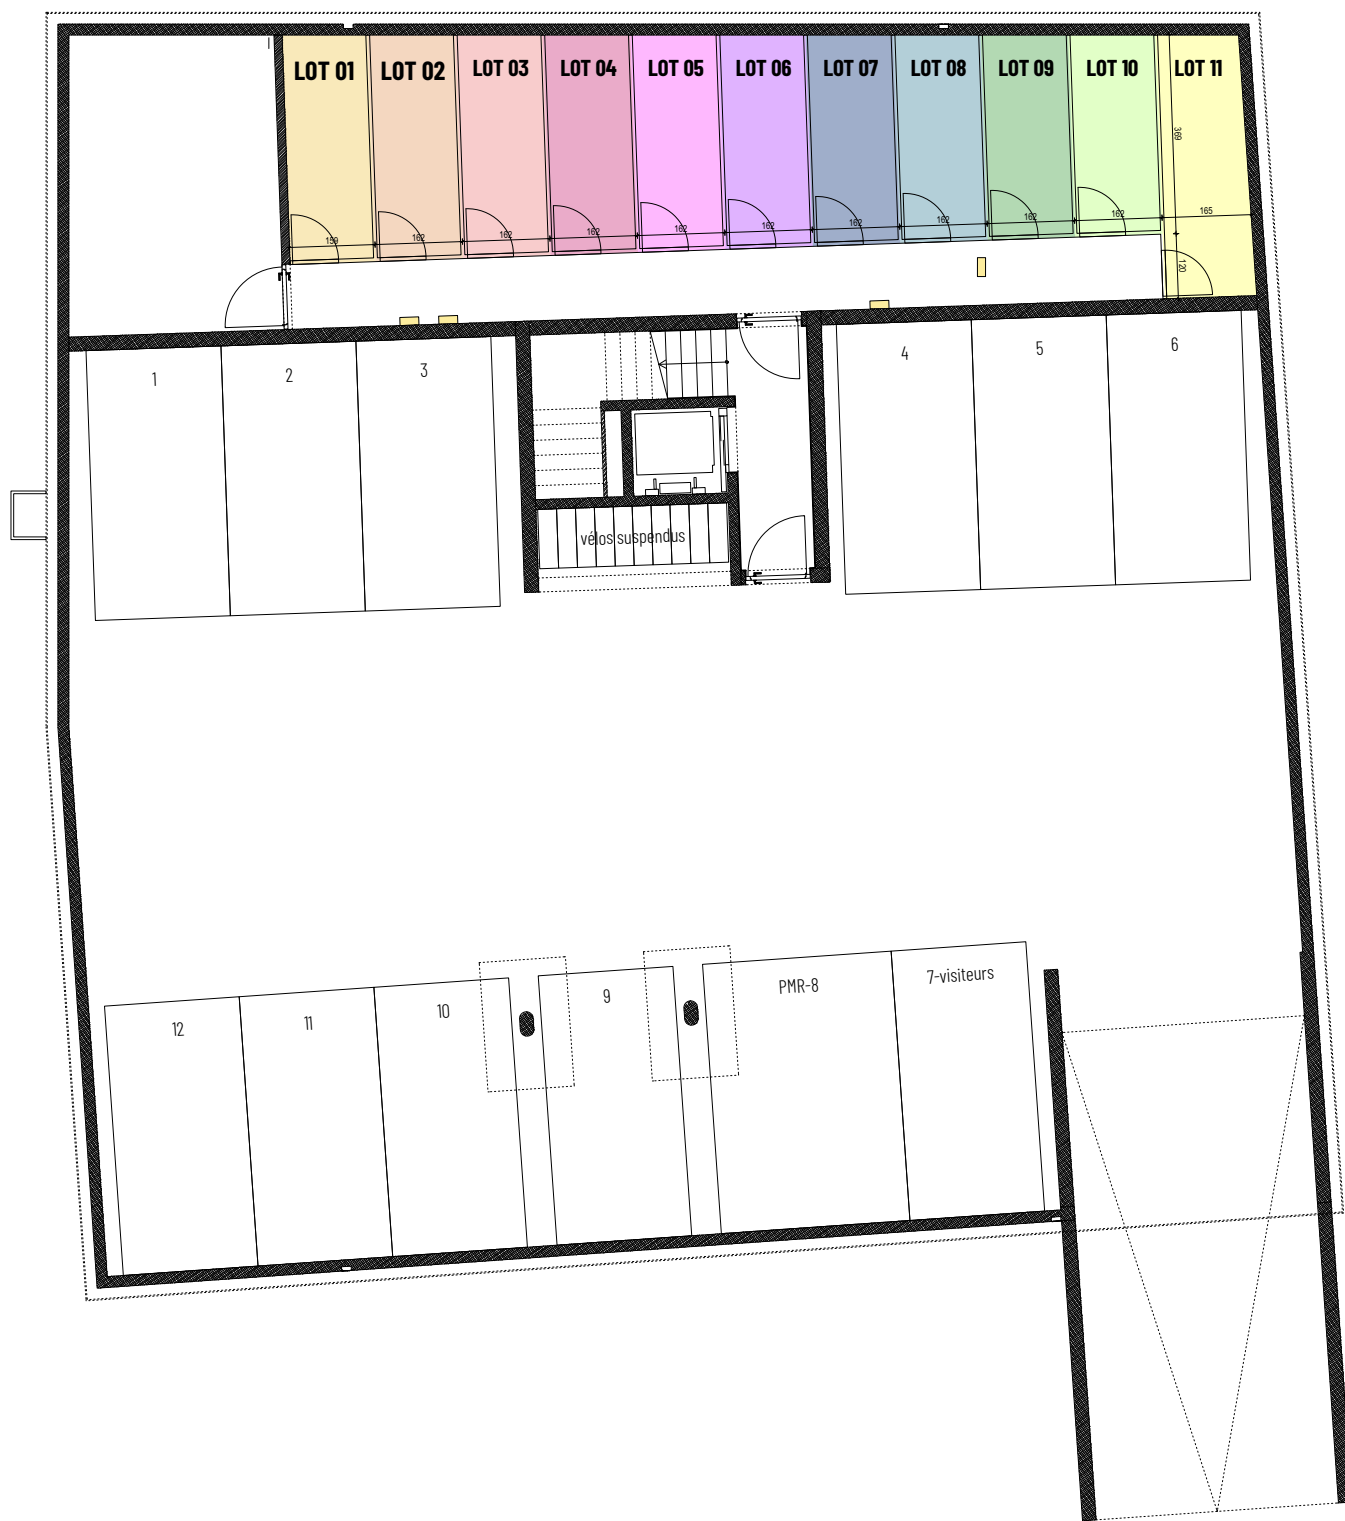 LOT 01 LOT 02 LOT 03 LOT 04 LOT 05 LOT 06 LOT 07 LOT 08 LOT 09 LOT 10 LOT 11
369
159 162 162 162 162 162 162 162 162 162 165
120
1 2 3 4 5 6
vélos suspendus
12 11 10 9 PMR-8 7-visiteurs